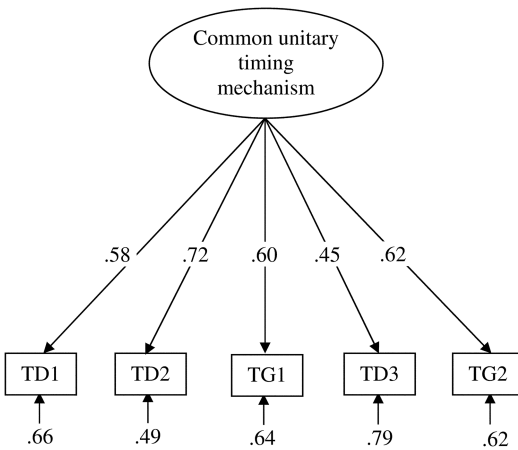 Common unitary
timing
mechanism
.58 .72 .60 .45 .62
TD1 TD2 TG1 TD3 TG2
.66 .49 .64 .79 .62